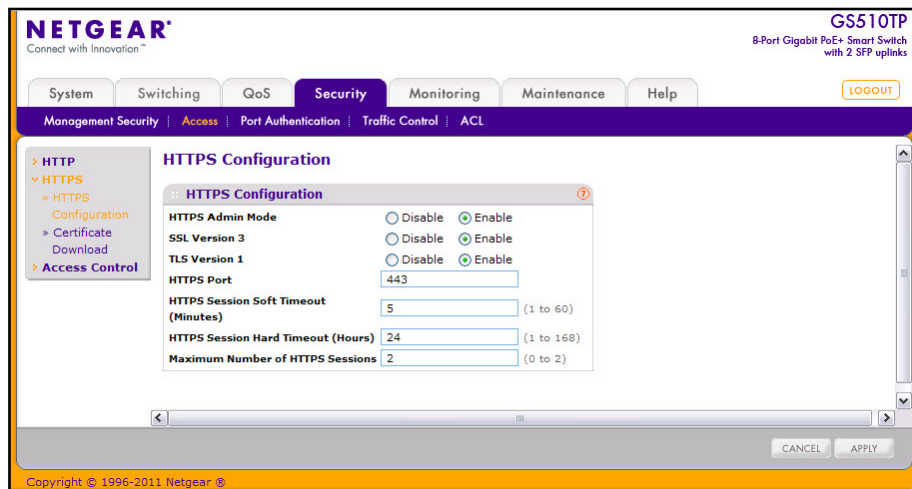 NETGEAR®
Connect with Innovation™
GS510TP
8-Port Gigabit PoE+ Smart Switch
with 2 SFP uplinks
System Switching QoS Security Monitoring Maintenance Help LOGOUT
Management Security Access Port Authentication Traffic Control ACL
HTTP
HTTPS
» HTTPS
Configuration
» Certificate
Download
Access Control
HTTPS Configuration
HTTPS Configuration ?
HTTPS Admin Mode Disable Enable
SSL Version 3 Disable Enable
TLS Version 1 Disable Enable
HTTPS Port 443
HTTPS Session Soft Timeout
(Minutes) 5 (1 to 60)
HTTPS Session Hard Timeout (Hours) 24 (1 to 168)
Maximum Number of HTTPS Sessions 2 (0 to 2)
CANCEL APPLY
Copyright © 1996-2011 Netgear ®